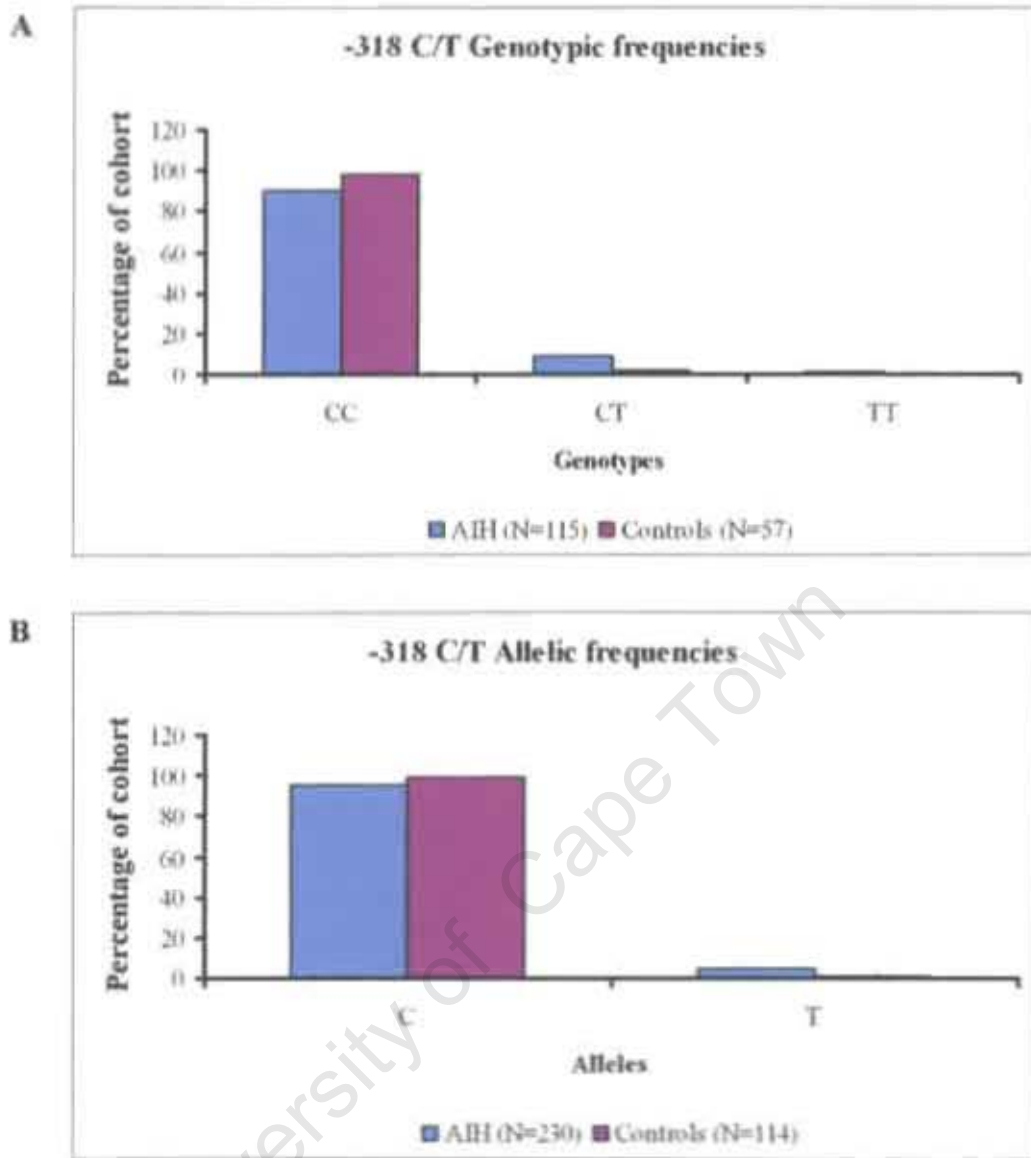 A
-318 C/T Genotypic frequencies
Percentage of cohort
120
100
80
60
40
20
0
CC CT TT
Genotypes
AIH (N=115) Controls (N=57)
B
-318 C/T Allelic frequencies
Percentage of cohort
120
100
80
60
40
20
0
C T
Alleles
AIH (N=230) Controls (N=114)
ersity of Cape Town